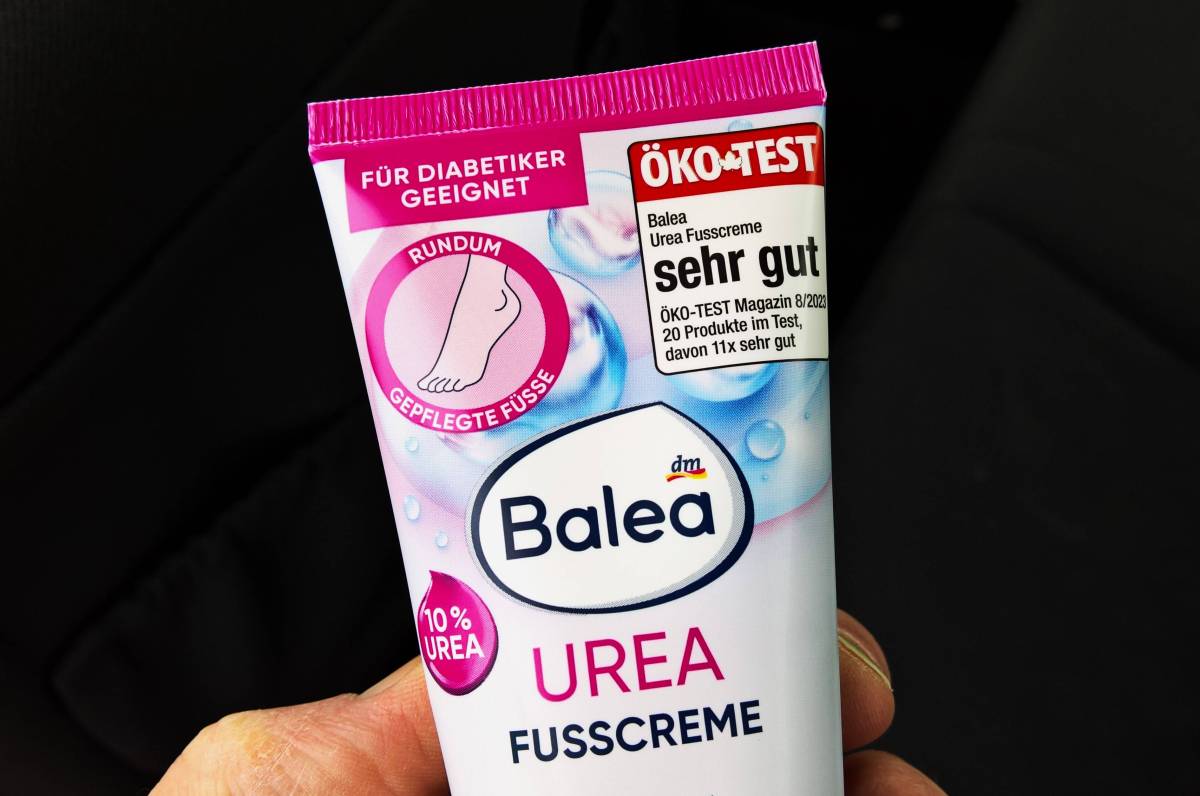 FÜR DIABETIKER
GEEIGNET
RUNDUM
GEPFLEGTE FÜSSE
ÖKO TEST
Balea
Urea Fusscreme
sehr gut
ÖKO-TEST Magazin 8/2023
20 Produkte im Test,
davon 11x sehr gut
dm
Balea
10 %
UREA
UREA
FUSSCREME